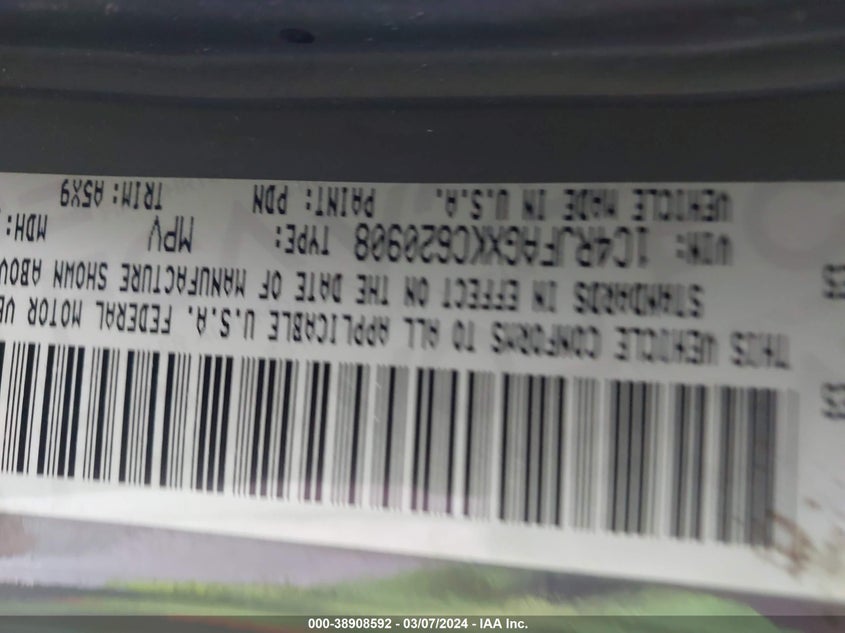 THIS VEHICLE CONFORMS TO ALL APPLICABLE U.S.A. FEDERAL MOTOR
STANDARDS IN EFFECT ON THE DATE OF MANUFACTURE SHOWN
VIN: 1C4RJFAGXKC620908 TYPE: MPV MDH:
VEHICLE MADE IN U.S.A. PAINT: PDN TRIM: A5X9
000-38908592 - 03/07/2024 - IAA Inc.